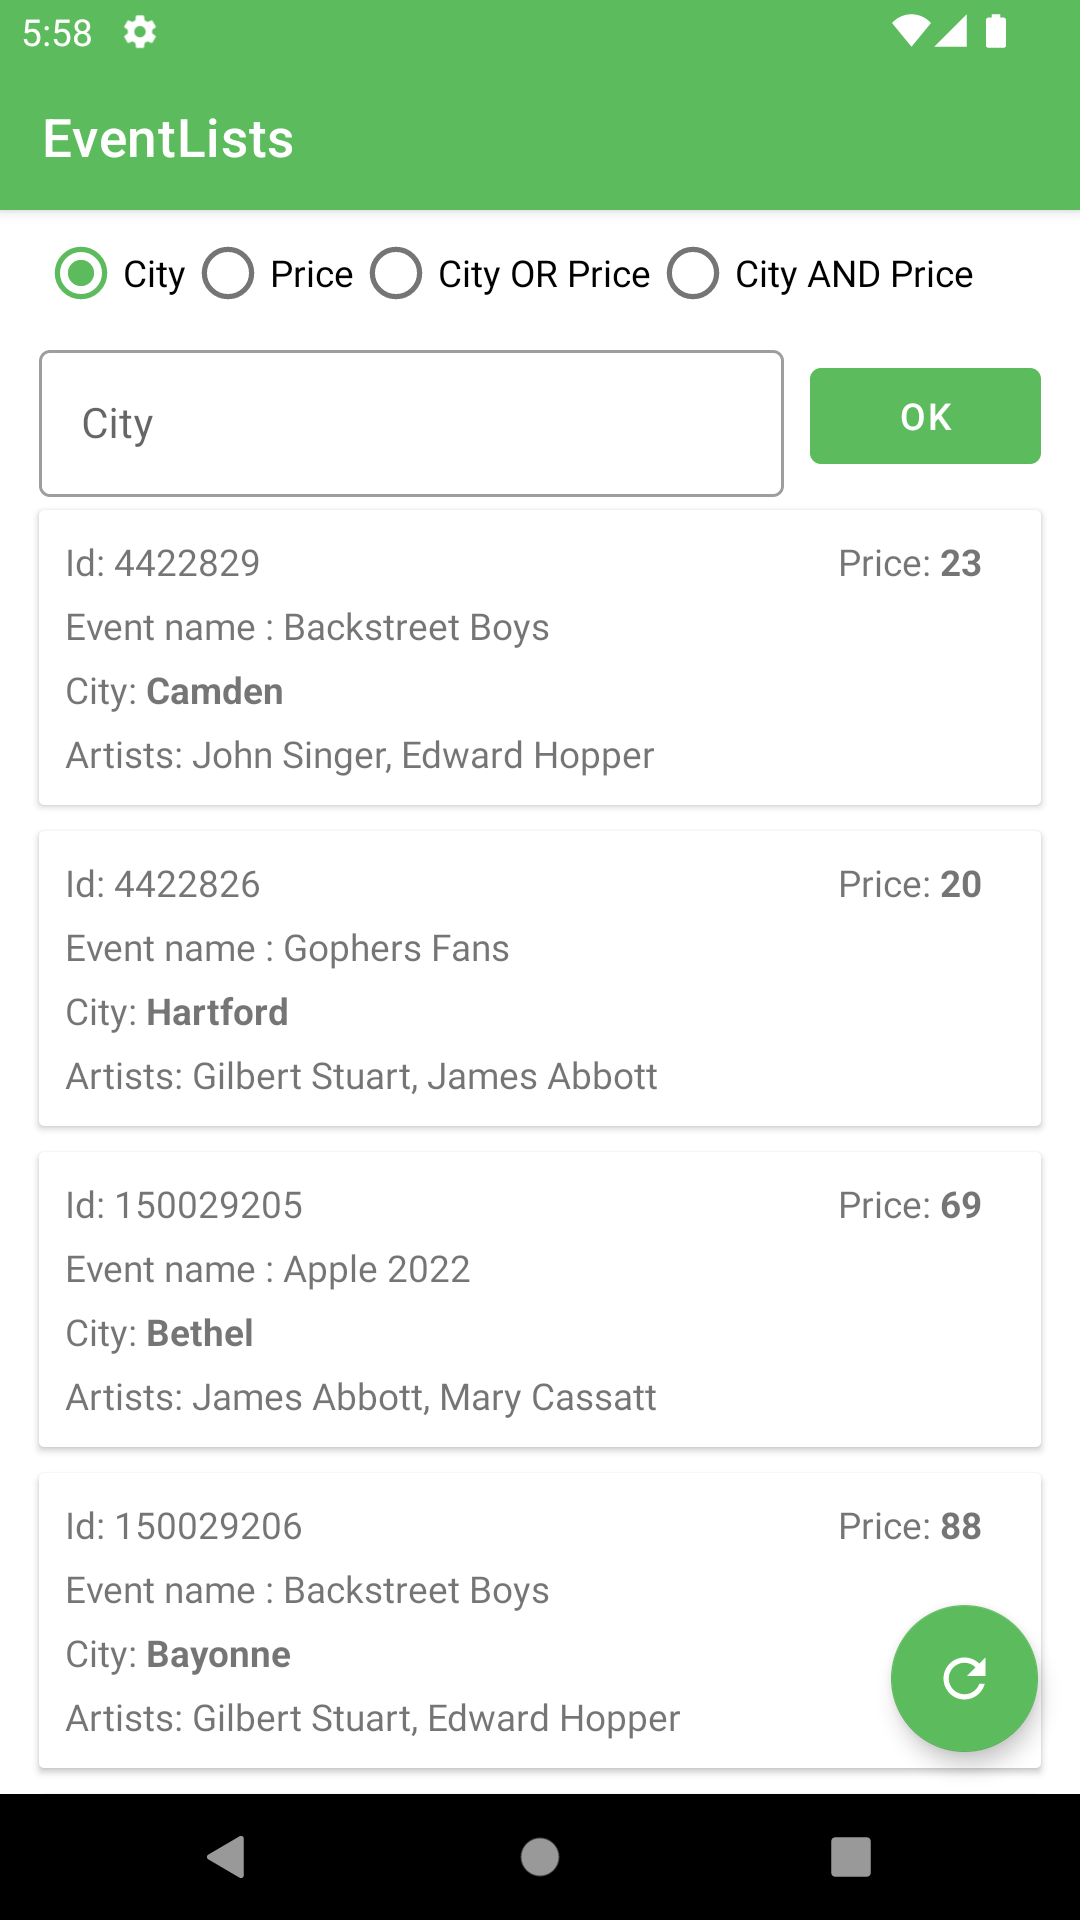 5:58
EventLists
City Price City OR Price City AND Price
City
OK
Id: 4422829 Price: 23
Event name : Backstreet Boys
City: Camden
Artists: John Singer, Edward Hopper
Id: 4422826 Price: 20
Event name : Gophers Fans
City: Hartford
Artists: Gilbert Stuart, James Abbott
Id: 150029205 Price: 69
Event name : Apple 2022
City: Bethel
Artists: James Abbott, Mary Cassatt
Id: 150029206 Price: 88
Event name : Backstreet Boys
City: Bayonne
Artists: Gilbert Stuart, Edward Hopper